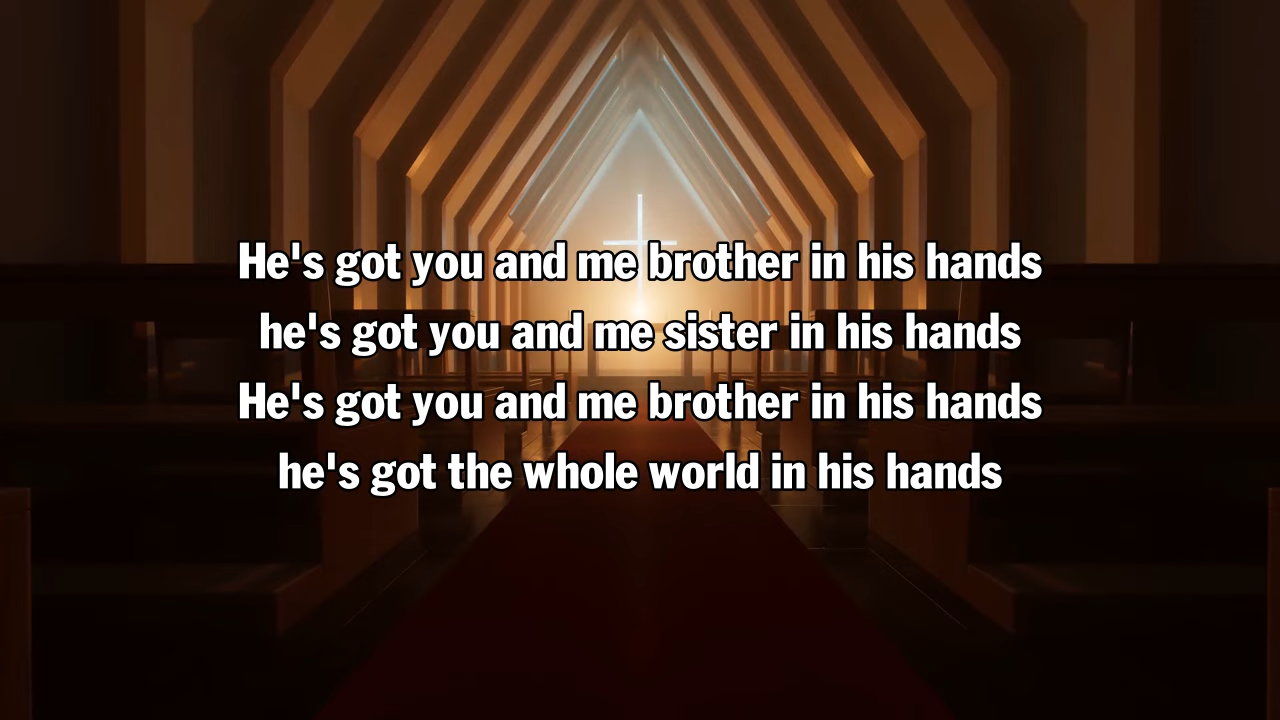 He's got you and me brother in his hands
he's got you and me sister in his hands
He's got you and me brother in his hands
he's got the whole world in his hands